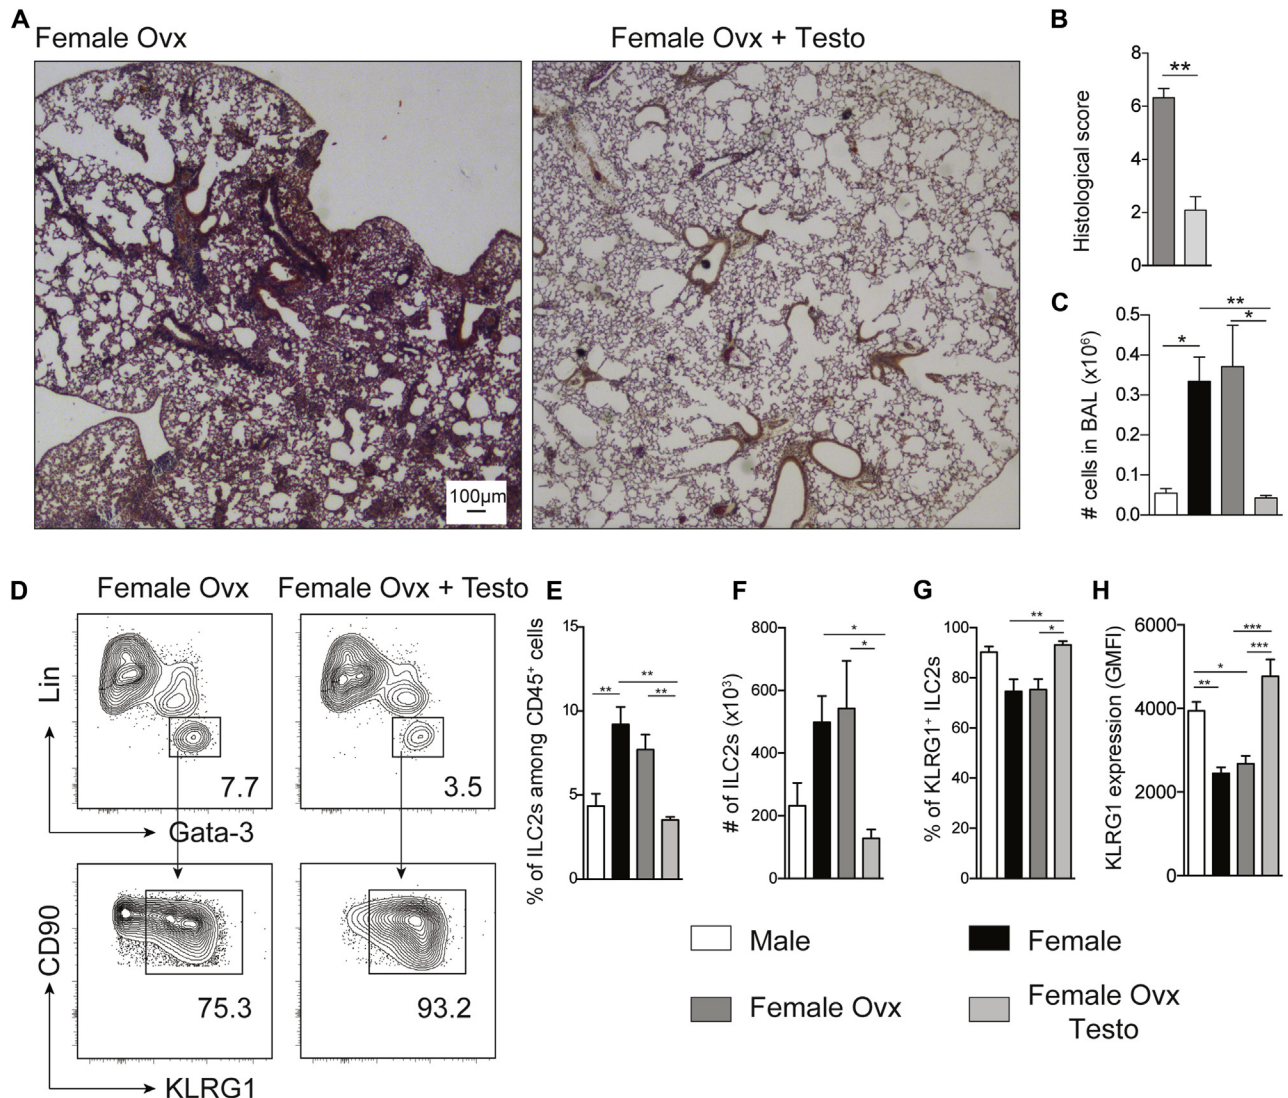 A
Female Ovx
Female Ovx + Testo
100µm
B
Histological score
8
6
4
2
0
**
C
# cells in BAL (x10⁶)
0.5
0.4
0.3
0.2
0.1
0.0
**
*
*
D
Female Ovx
Female Ovx + Testo
Lin
7.7
3.5
Gata-3
CD90
75.3
93.2
KLRG1
E
% of ILC2s among CD45⁺ cells
15
10
5
0
**
**
**
F
# of ILC2s (x10³)
800
600
400
200
0
*
*
G
% of KLRG1⁺ ILC2s
100
80
60
40
20
0
**
*
H
KLRG1 expression (GMFI)
6000
4000
2000
0
***
***
*
**
Male
Female
Female Ovx
Female Ovx
Testo